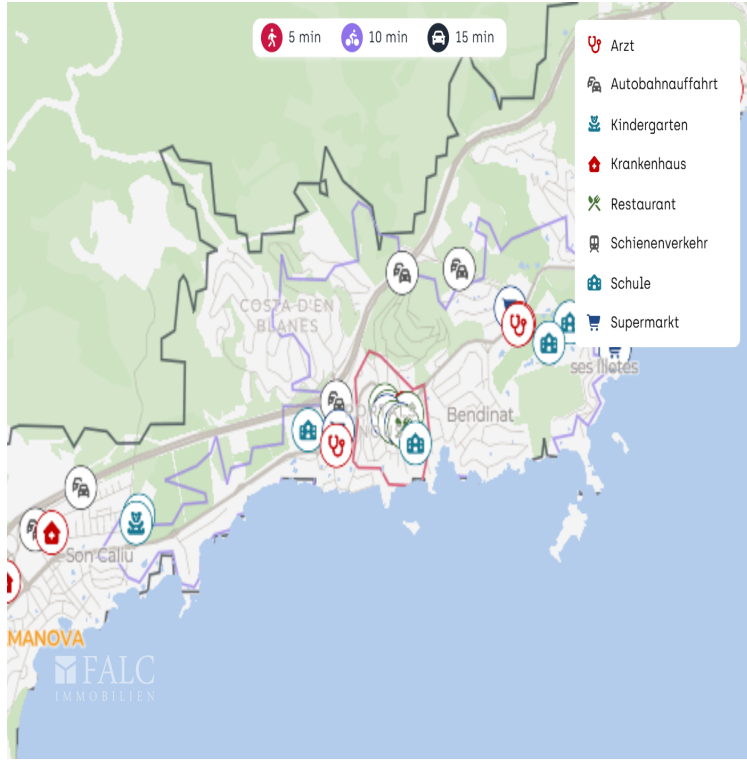 5 min
10 min
15 min
Arzt
Autobahnauffahrt
Kindergarten
Krankenhaus
Restaurant
Schienenverkehr
Schule
Supermarkt
COSTA D'EN
BLANES
ses Illetes
Bendinat
Son Caliu
MANOVA
FALC
IMMOBILIEN